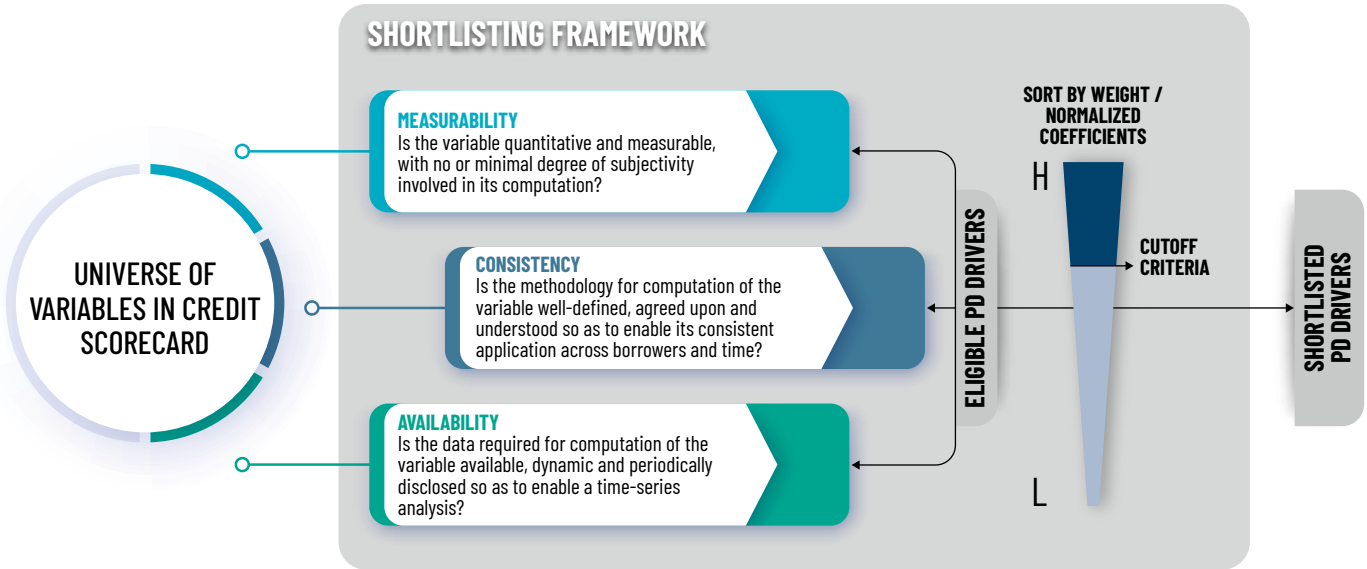 SHORTLISTING FRAMEWORK
UNIVERSE OF
VARIABLES IN CREDIT
SCORECARD
MEASURABILITY
Is the variable quantitative and measurable,
with no or minimal degree of subjectivity
involved in its computation?
CONSISTENCY
Is the methodology for computation of the
variable well-defined, agreed upon and
understood so as to enable its consistent
application across borrowers and time?
AVAILABILITY
Is the data required for computation of the
variable available, dynamic and periodically
disclosed so as to enable a time-series
analysis?
ELIGIBLE PD DRIVERS
SORT BY WEIGHT /
NORMALIZED
COEFFICIENTS
H
CUTOFF
CRITERIA
L
SHORTLISTED
PD DRIVERS